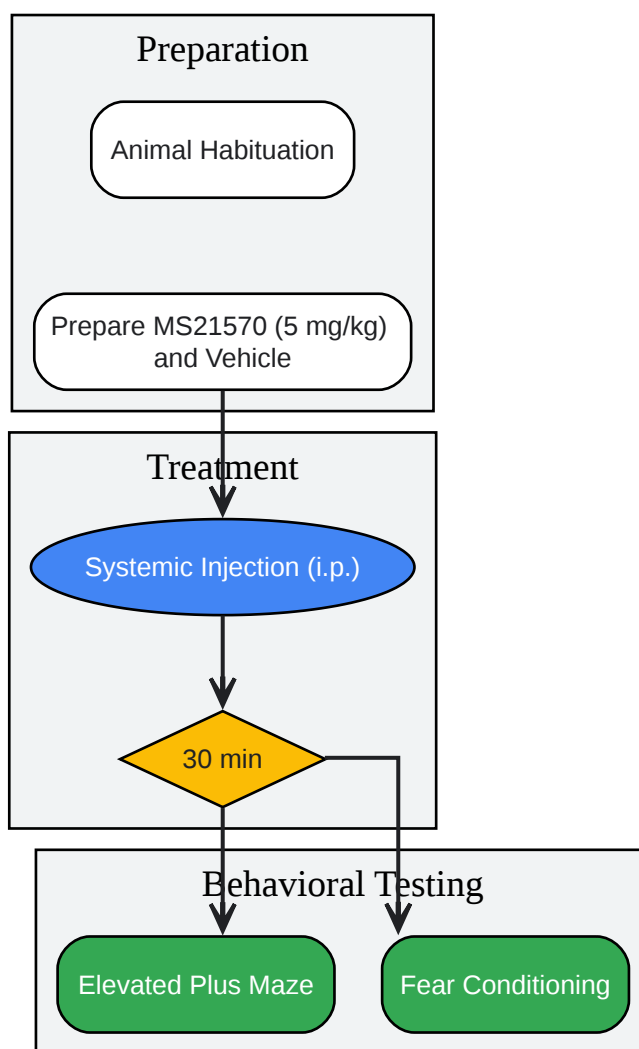 Preparation
Animal Habituation
Prepare MS21570 (5 mg/kg)
and Vehicle
Treatment
Systemic Injection (i.p.)
30 min
Behavioral Testing
Elevated Plus Maze
Fear Conditioning